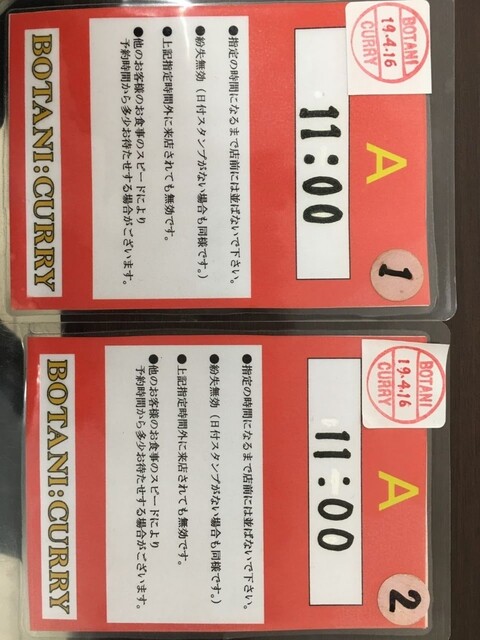 BOTANI
19.4.16
CURRY
A
1
11:00
●指定の時間になるまで店前には並ばないで下さい。
●紛失無効（日付スタンプがない場合も同様です。）
●上記指定時間外に来店されても無効です。
●他のお客様のお食事のスピードにより
予約時間から多少お待たせする場合がございます。
BOTANI:CURRY
BOTANI
19.4.16
CURRY
A
2
11:00
●指定の時間になるまで店前には並ばないで下さい。
●紛失無効（日付スタンプがない場合も同様です。）
●上記指定時間外に来店されても無効です。
●他のお客様のお食事のスピードにより
予約時間から多少お待たせする場合がございます。
BOTANI:CURRY